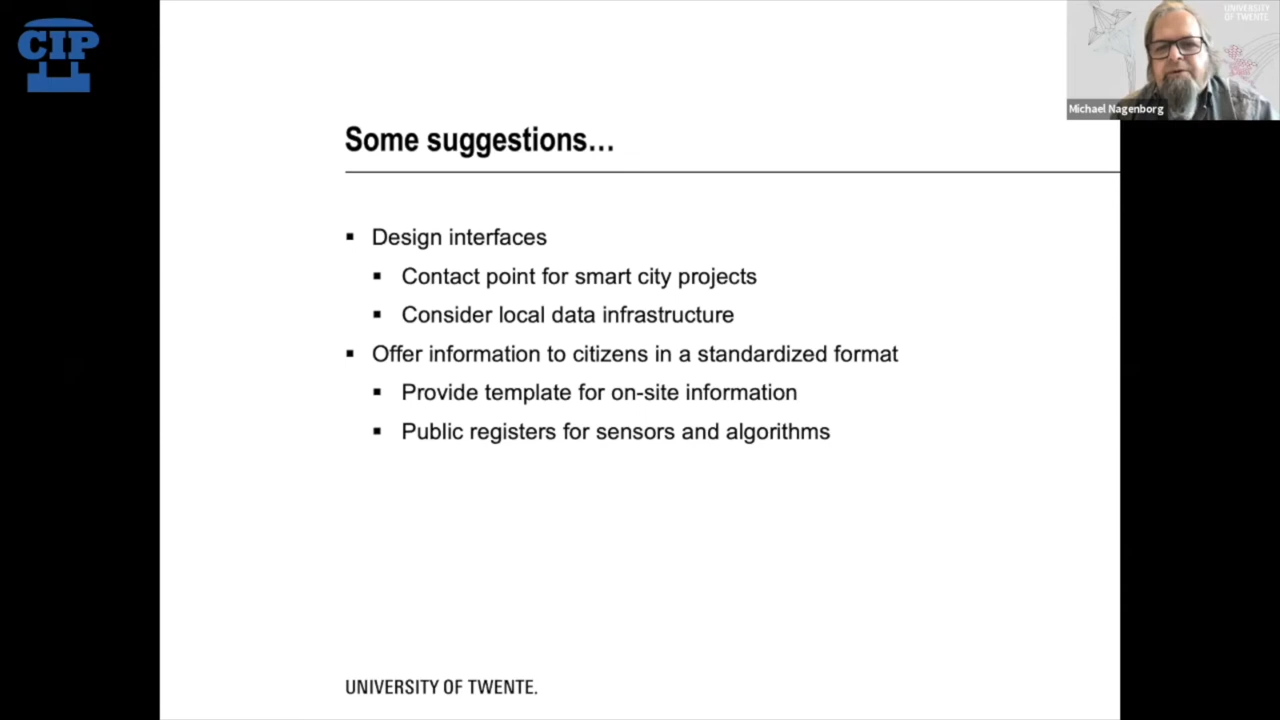 CIP
UNIVERSITY
OF TWENTE
Michael Nagenborg
Some suggestions…
▪ Design interfaces
▪ Contact point for smart city projects
▪ Consider local data infrastructure
▪ Offer information to citizens in a standardized format
▪ Provide template for on-site information
▪ Public registers for sensors and algorithms
UNIVERSITY OF TWENTE.